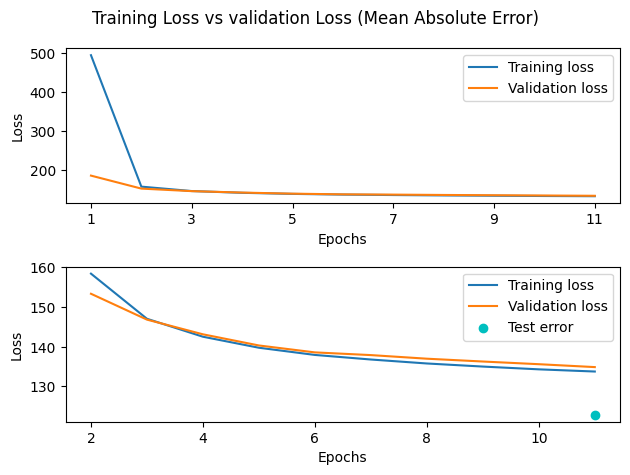 Training Loss vs validation Loss (Mean Absolute Error)
500
400
300
200
Loss
Training loss
Validation loss
1 3 5 7 9 11
Epochs
160
150
140
130
Loss
Training loss
Validation loss
Test error
2 4 6 8 10
Epochs